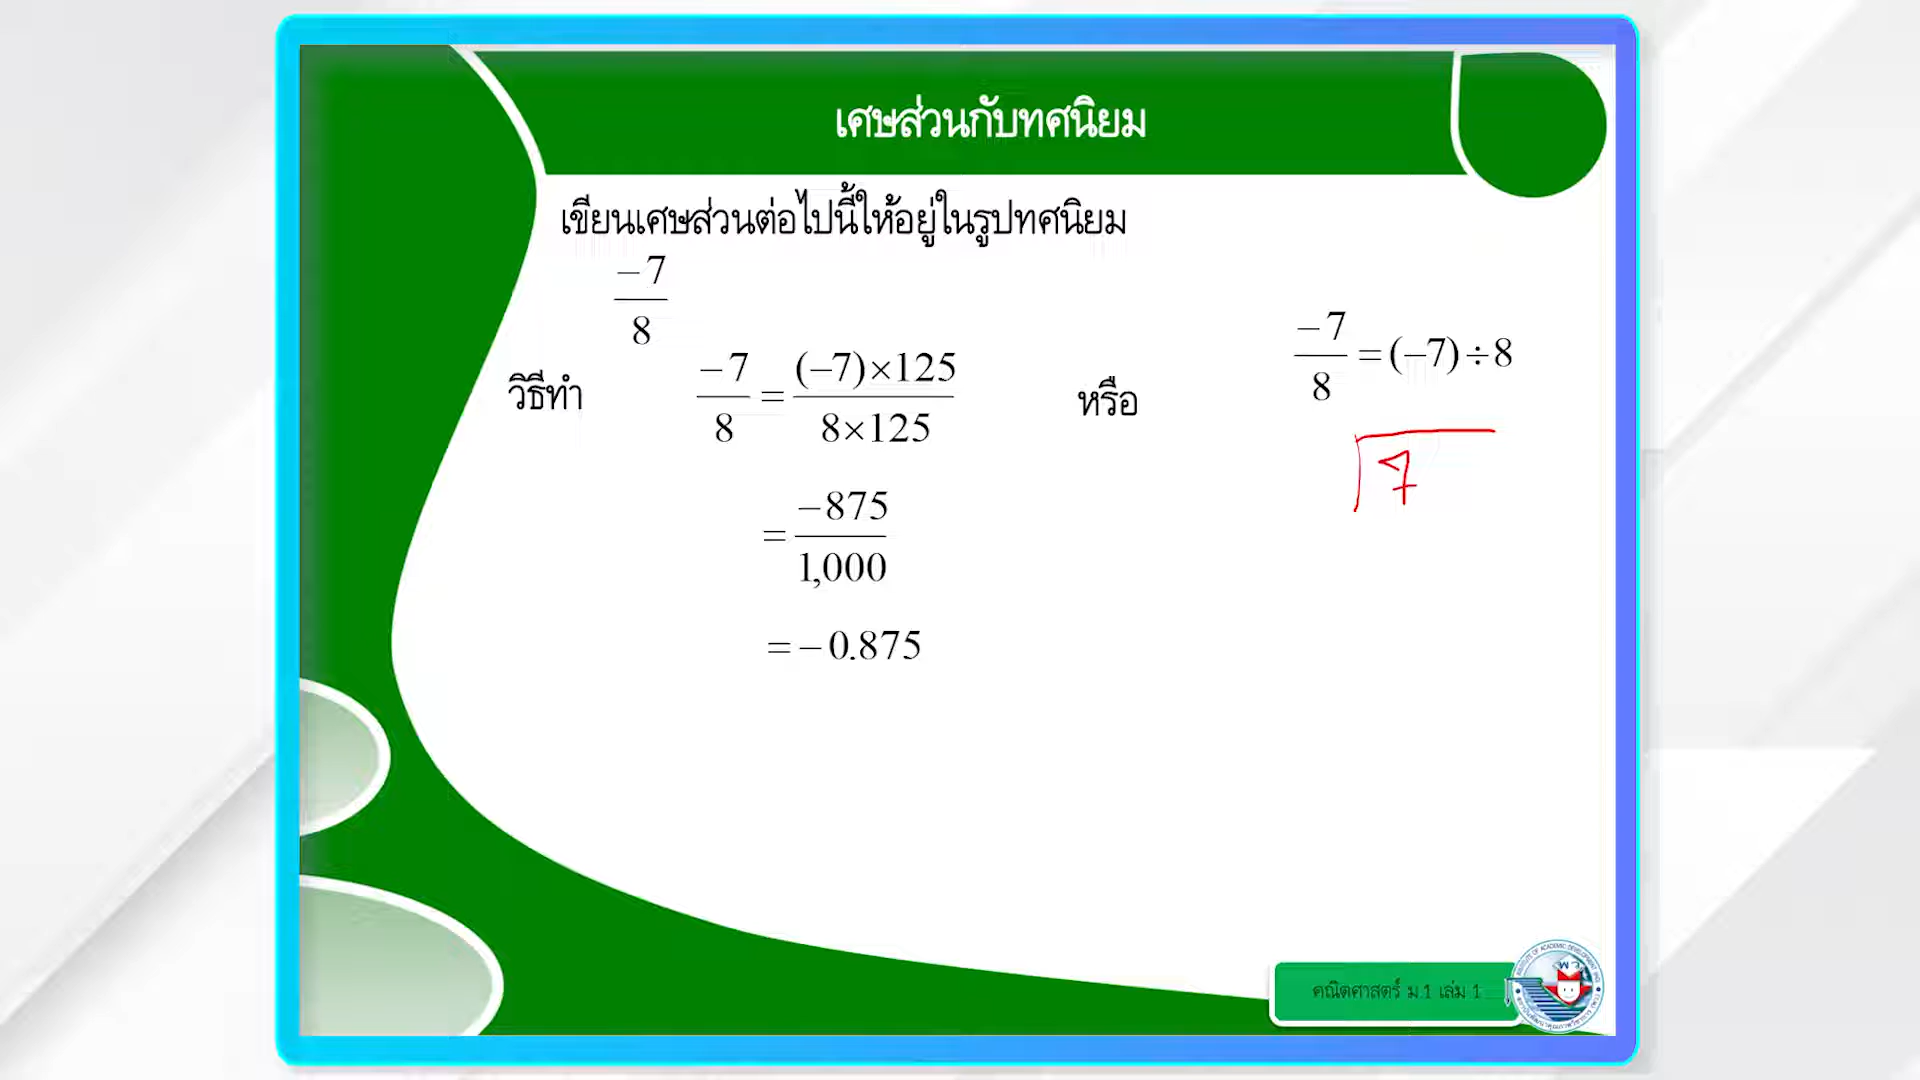 เศษส่วนกับทศนิยม
เขียนเศษส่วนต่อไปนี้ให้อยู่ในรูปทศนิยม
−7/8
วิธีทำ −7/8 = (−7)×125/8×125
= −875/1,000
= −0.875
หรือ −7/8 = (−7)÷8
7
คณิตศาสตร์ ม.1 เล่ม 1
พว